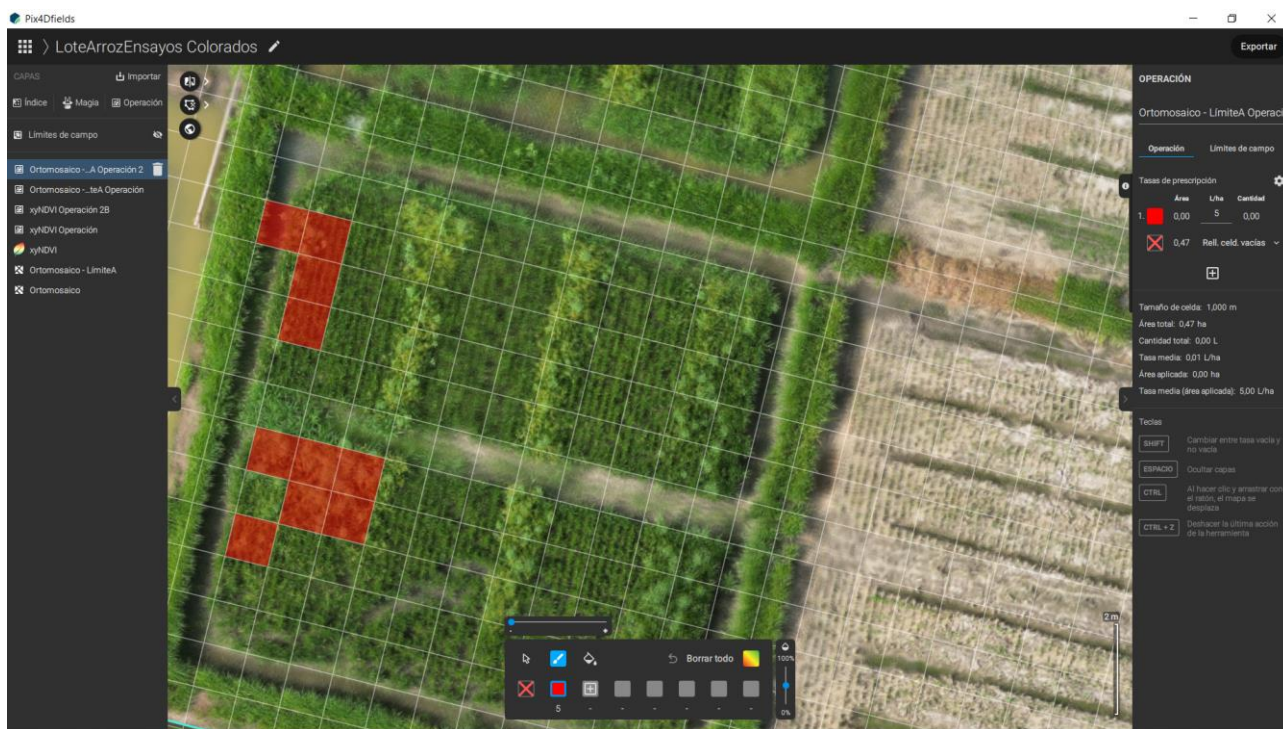 Pix4Dfields
LoteArrozEnsayos Colorados
Exportar
CAPAS
Importar
Índice Magia Operación
Límites de campo
Ortomosaico -...A Operación 2
Ortomosaico -...teA Operación
xyNDVI Operación 2B
xyNDVI Operación
xyNDVI
Ortomosaico - LímiteA
Ortomosaico
OPERACIÓN
Ortomosaico - LímiteA Operaci
Operación Límites de campo
Tasas de prescripción
Área L/ha Cantidad
1. 0,00 5 0,00
0,47 Rell. celd. vacías
Tamaño de celda: 1,000 m
Área total: 0,47 ha
Cantidad total: 0,00 L
Tasa media: 0,01 L/ha
Área aplicada: 0,00 ha
Tasa media (área aplicada): 5,00 L/ha
Teclas
SHIFT Cambiar entre tasa vacía y
no vacía
ESPACIO Ocultar capas
CTRL Al hacer clic y arrastrar con
el ratón, el mapa se
desplaza
CTRL + Z Deshacer la última acción
de la herramienta
2 m
- +
Borrar todo
100%
0%
5 - - - - - -